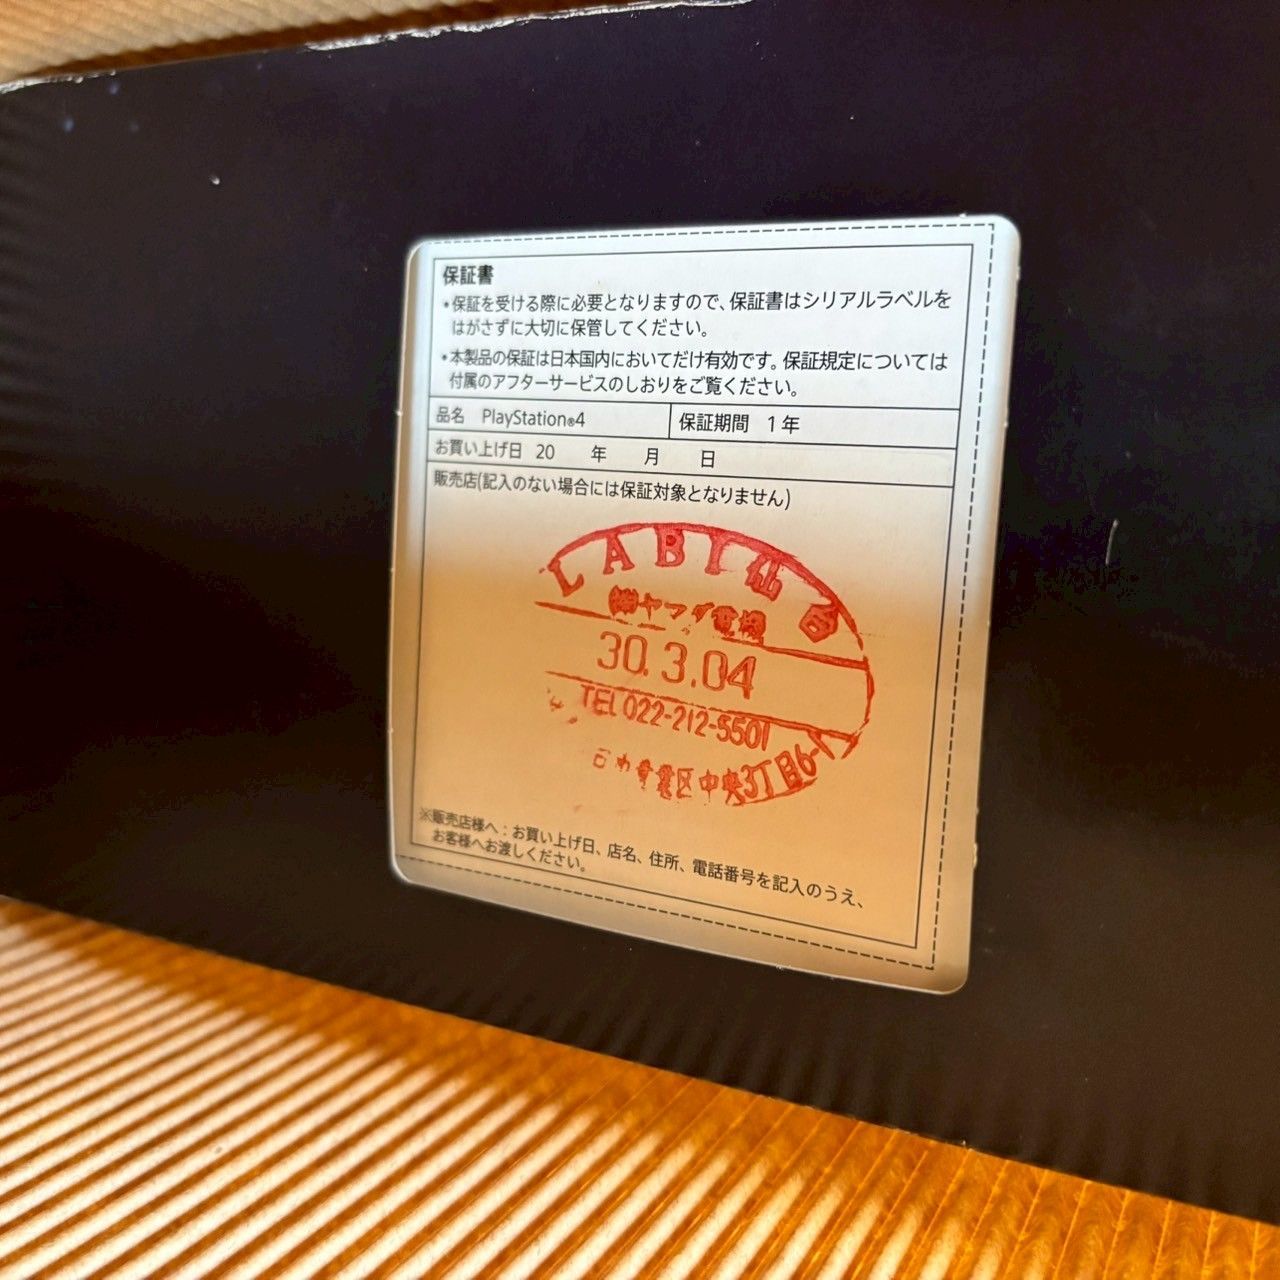 保証書
•保証を受ける際に必要となりますので、保証書はシリアルラベルを
はがさずに大切に保管してください。
•本製品の保証は日本国内においてだけ有効です。保証規定については
付属のアフターサービスのしおりをご覧ください。
品名 PlayStation®4 保証期間 1年
お買い上げ日 20 年 月 日
販売店(記入のない場合には保証対象となりません)
LABI仙台
㈱ヤマダ電機
30.3.04
TEL022-212-5501
区中央3丁目6-1
※販売店様へ：お買い上げ日、店名、住所、電話番号を記入のうえ、
お客様へお渡しください。